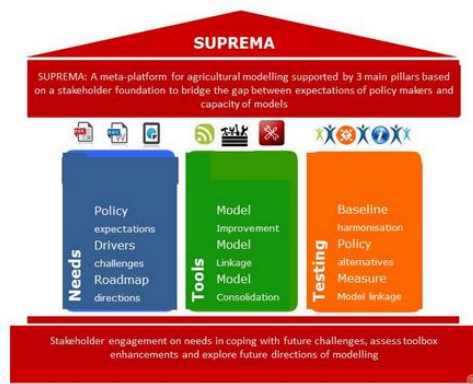 SUPREMA
SUPREMA: A meta-platform for agricultural modelling supported by 3 main pillars based
on a stakeholder foundation to bridge the gap between expectations of policy makers and
capacity of models
PDF
DOC
Needs
Policy
expectations
Drivers
challenges
Roadmap
directions
Tools
Model
Improvement
Model
Linkage
Model
Consolidation
Testing
Baseline
harmonisation
Policy
alternatives
Measure
Model linkage
Stakeholder engagement on needs in coping with future challenges, assess toolbox
enhancements and explore future directions of modelling